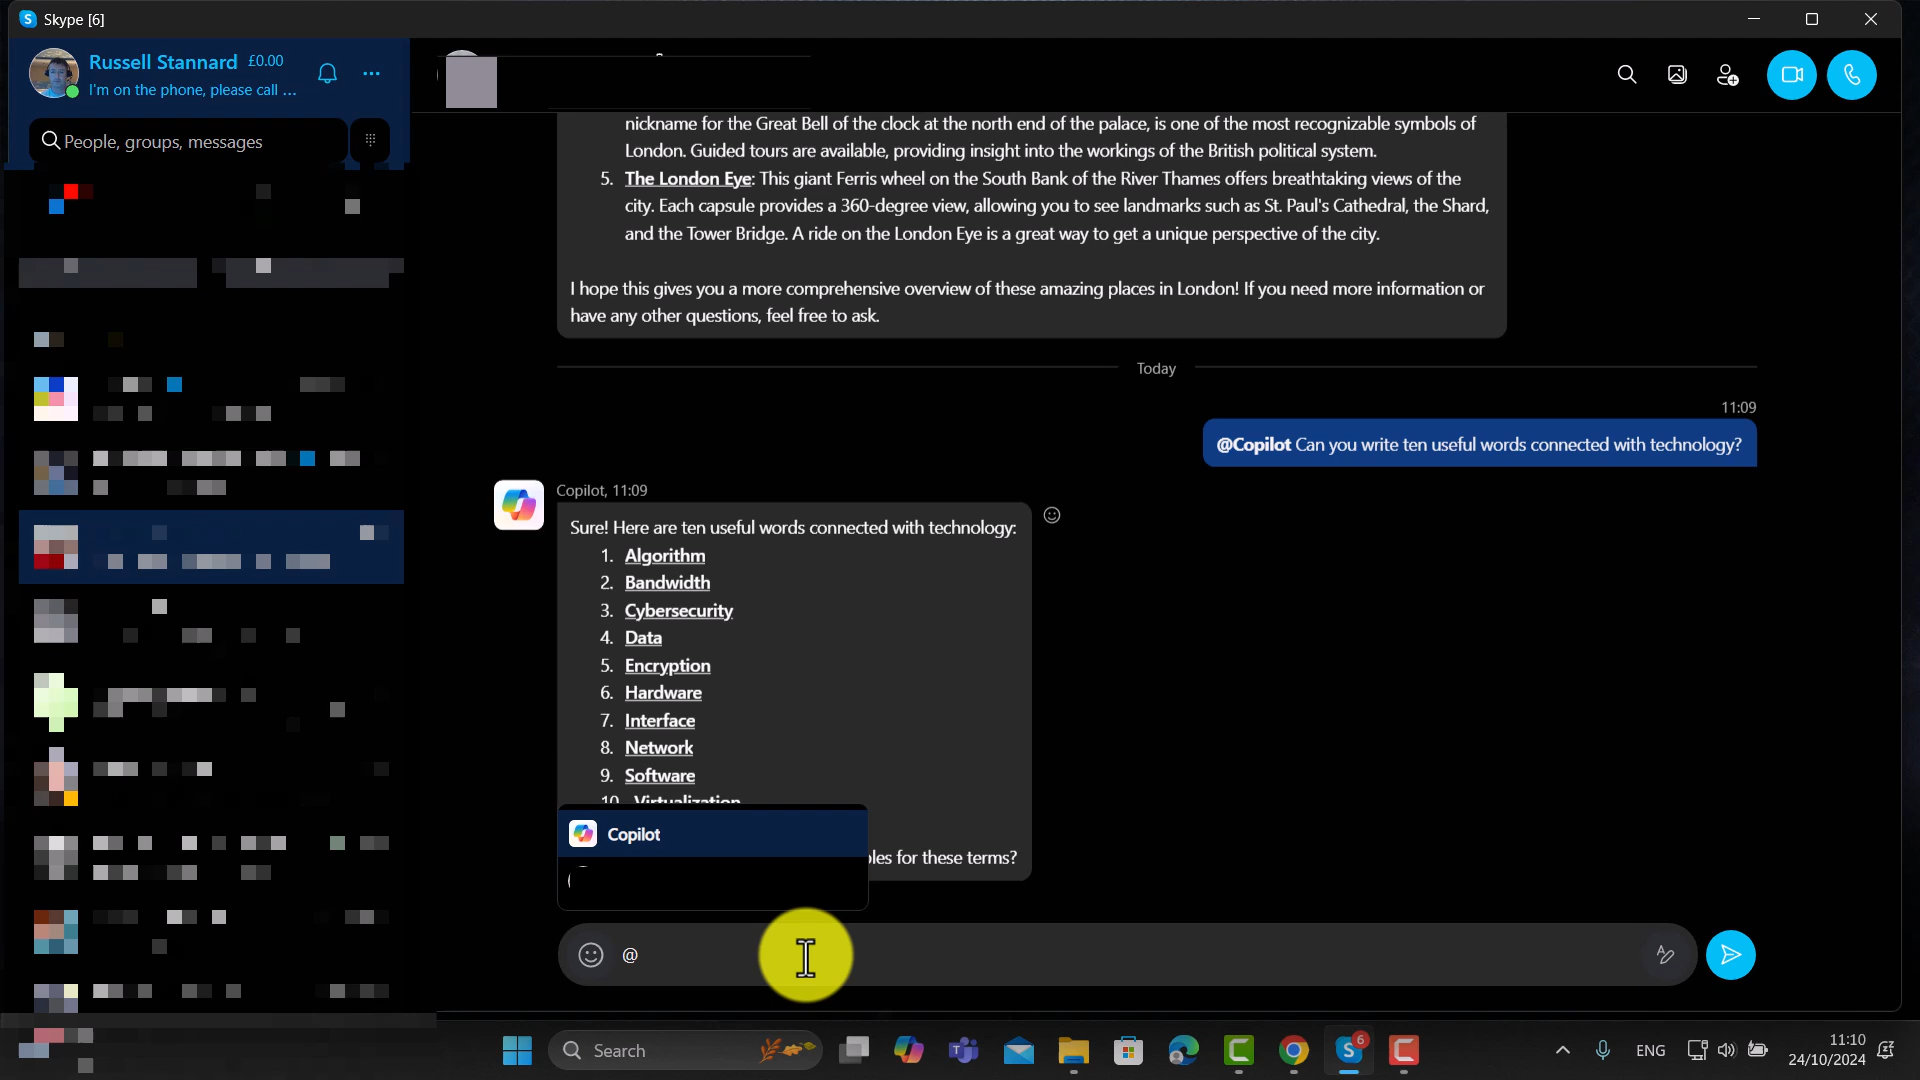 Skype [6]
Russell Stannard £0.00
I'm on the phone, please call ...
People, groups, messages
nickname for the Great Bell of the clock at the north end of the palace, is one of the most recognizable symbols of
London. Guided tours are available, providing insight into the workings of the British political system.
5. The London Eye: This giant Ferris wheel on the South Bank of the River Thames offers breathtaking views of the
city. Each capsule provides a 360-degree view, allowing you to see landmarks such as St. Paul's Cathedral, the Shard,
and the Tower Bridge. A ride on the London Eye is a great way to get a unique perspective of the city.
I hope this gives you a more comprehensive overview of these amazing places in London! If you need more information or
have any other questions, feel free to ask.
Today
11:09
@Copilot Can you write ten useful words connected with technology?
Copilot, 11:09
Sure! Here are ten useful words connected with technology:
1. Algorithm
2. Bandwidth
3. Cybersecurity
4. Data
5. Encryption
6. Hardware
7. Interface
8. Network
9. Software
10. Virtualization
Copilot
for these terms?
@
Search
6
ENG
11:10
24/10/2024